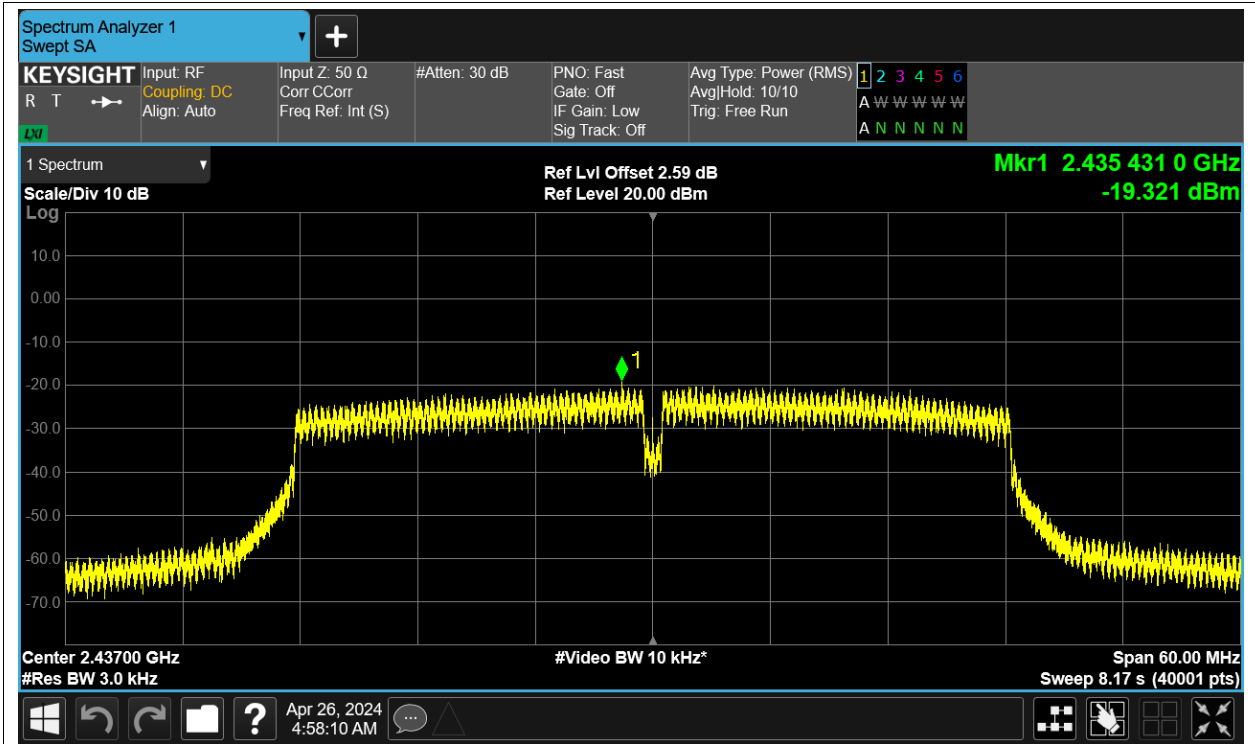 Spectrum Analyzer 1
Swept SA
KEYSIGHT
R T
LXI
Input: RF
Coupling: DC
Align: Auto
Input Z: 50 Ω
Corr CCorr
Freq Ref: Int (S)
#Atten: 30 dB
PNO: Fast
Gate: Off
IF Gain: Low
Sig Track: Off
Avg Type: Power (RMS)
Avg|Hold: 10/10
Trig: Free Run
1 2 3 4 5 6
A W W W W W
A N N N N N
1 Spectrum
Scale/Div 10 dB
Log
Ref Lvl Offset 2.59 dB
Ref Level 20.00 dBm
Mkr1 2.435 431 0 GHz
-19.321 dBm
10.0
0.00
-10.0
-20.0
-30.0
-40.0
-50.0
-60.0
-70.0
1
Center 2.43700 GHz
#Res BW 3.0 kHz
#Video BW 10 kHz*
Span 60.00 MHz
Sweep 8.17 s (40001 pts)
?
Apr 26, 2024
4:58:10 AM